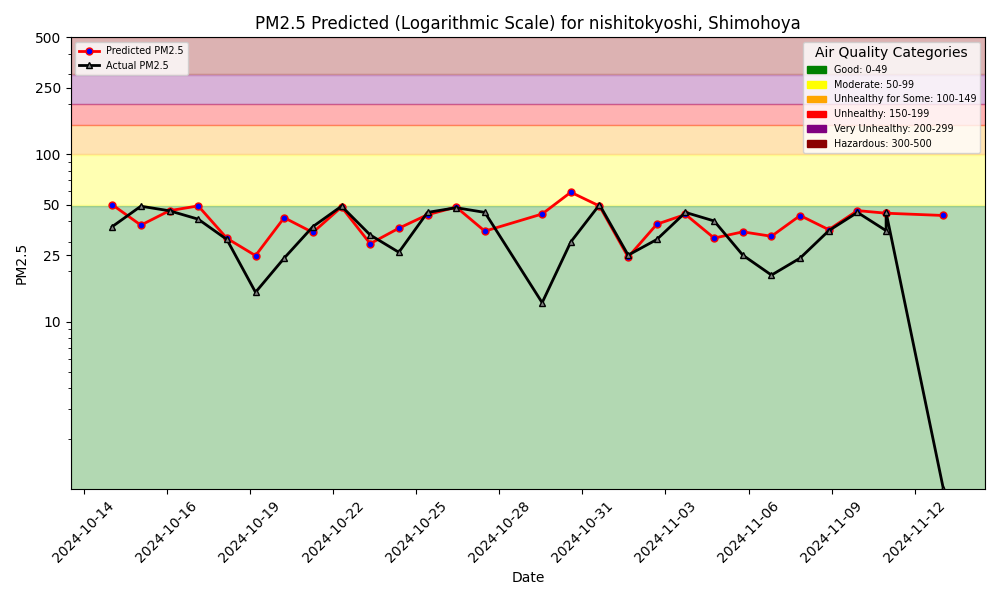 PM2.5 Predicted (Logarithmic Scale) for nishitokyoshi, Shimohoya
Predicted PM2.5
Actual PM2.5
Air Quality Categories
Good: 0-49
Moderate: 50-99
Unhealthy for Some: 100-149
Unhealthy: 150-199
Very Unhealthy: 200-299
Hazardous: 300-500
500
250
100
50
25
10
PM2.5
2024-10-14
2024-10-16
2024-10-19
2024-10-22
2024-10-25
2024-10-28
2024-10-31
2024-11-03
2024-11-06
2024-11-09
2024-11-12
Date